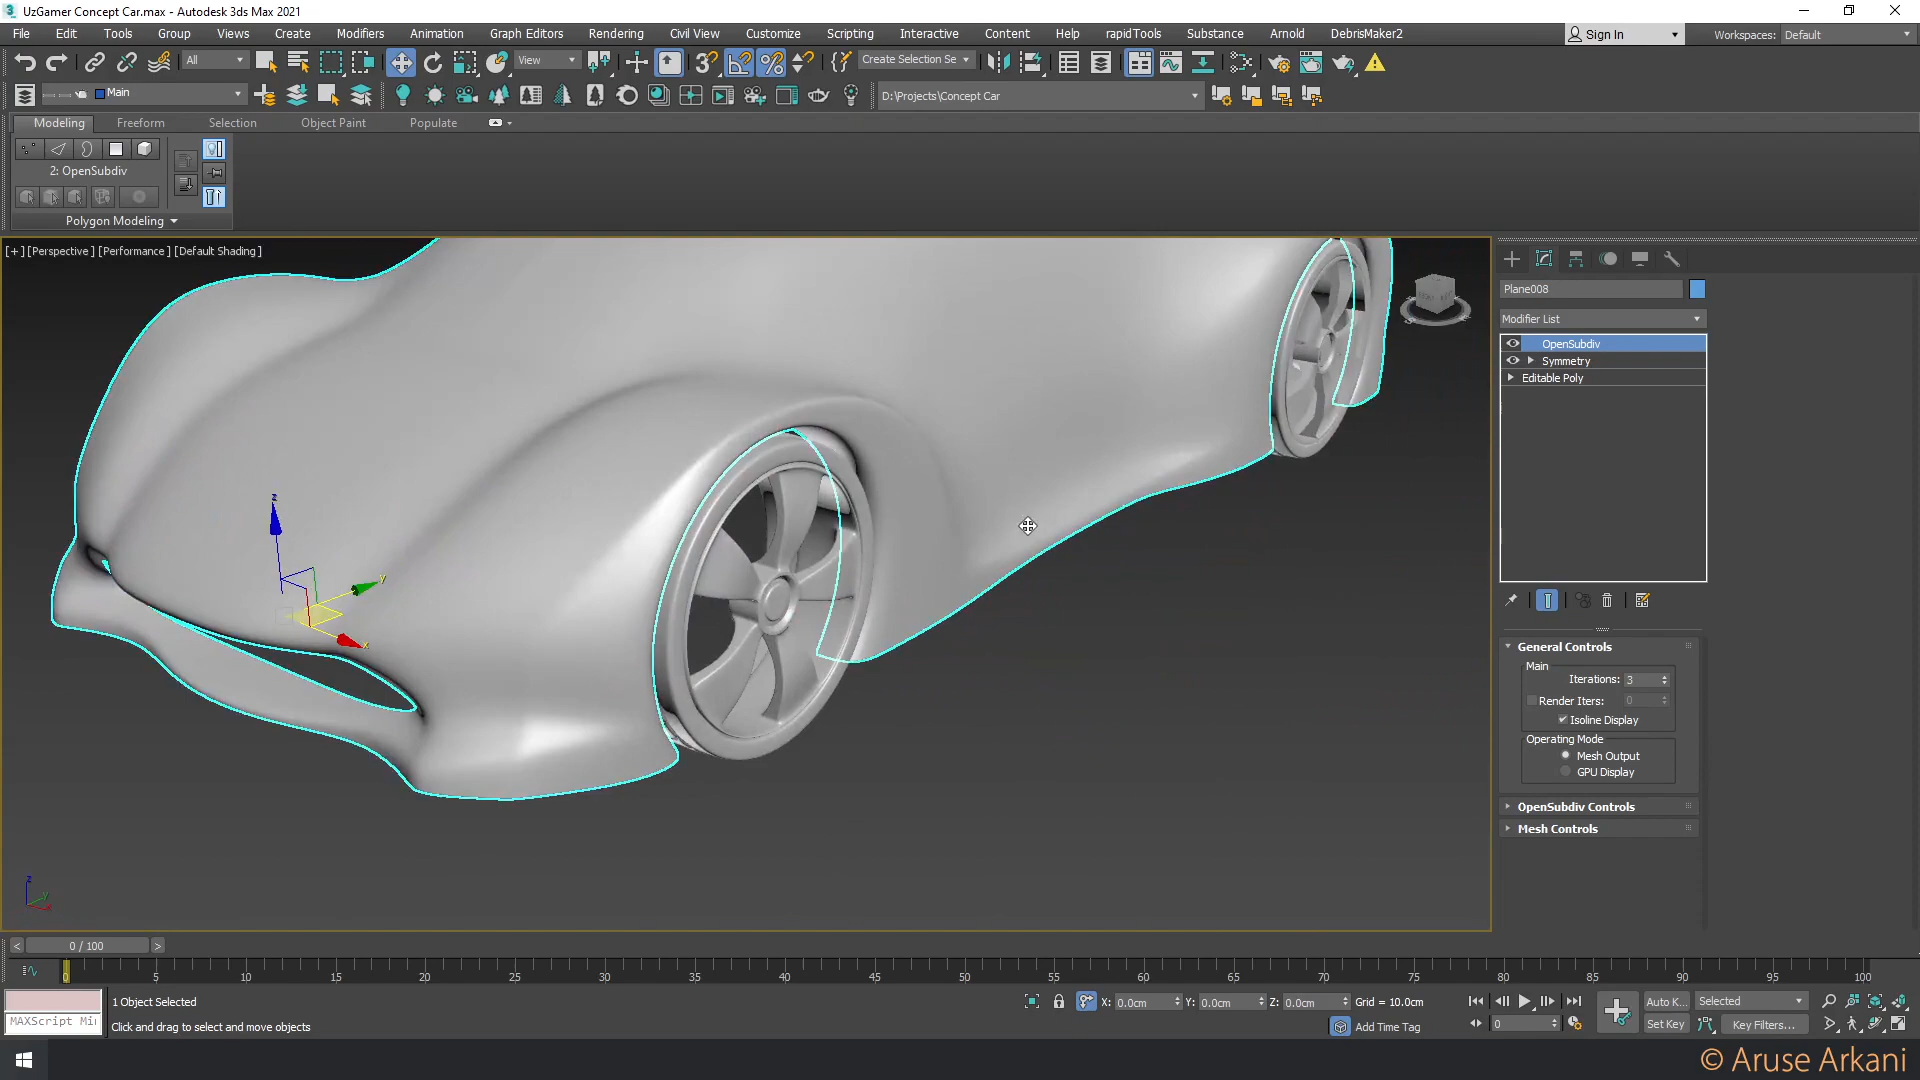 UzGamer Concept Car.max - Autodesk 3ds Max 2021
File Edit Tools Group Views Create Modifiers Animation Graph Editors Rendering Civil View Customize Scripting Interactive Content Help rapidTools Substance Arnold DebrisMaker2 Sign In Workspaces: Default
All View Create Selection Se
Main D:\Projects\Concept Car
Modeling Freeform Selection Object Paint Populate
2: OpenSubdiv
Polygon Modeling
[+] [Perspective] [Performance] [Default Shading]
Plane008
Modifier List
OpenSubdiv
Symmetry
Editable Poly
General Controls
Main
Iterations: 3
Render Iters: 0
Isoline Display
Operating Mode
Mesh Output
GPU Display
OpenSubdiv Controls
Mesh Controls
z
y
x
z
y
x
< 0 / 100 >
0 5 10 15 20 25 30 35 40 45 50 55 60 65 70 75 80 85 90 95 100
1 Object Selected X: 0.0cm Y: 0.0cm Z: 0.0cm Grid = 10.0cm Auto K... Selected
MAXScript Mi Click and drag to select and move objects Add Time Tag 0 Set Key Key Filters...
© Aruse Arkani